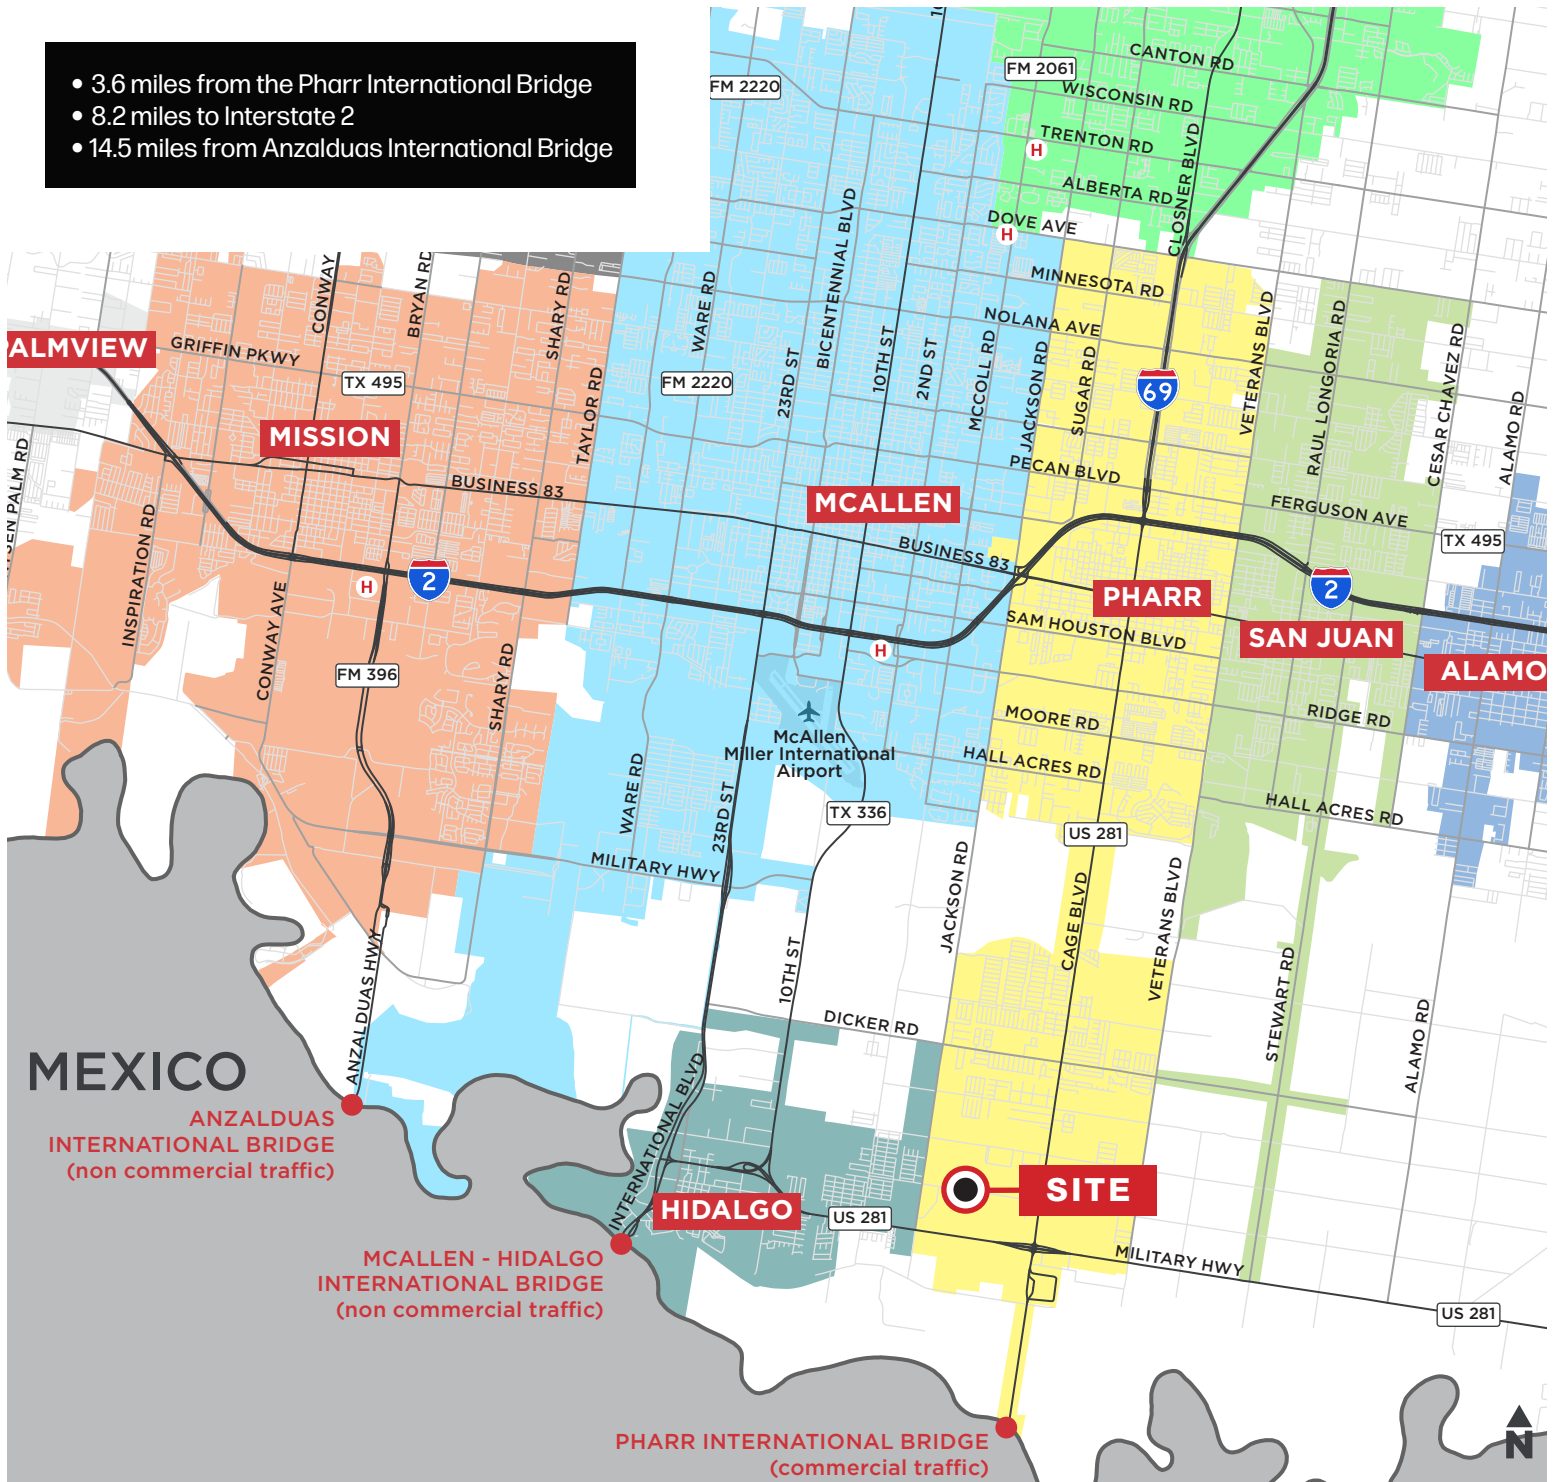 • 3.6 miles from the Pharr International Bridge
• 8.2 miles to Interstate 2
• 14.5 miles from Anzalduas International Bridge
FM 2220
FM 2061
CANTON RD
WISCONSIN RD
TRENTON RD
H
ALBERTA RD
CLOSNER BLVD
DOVE AVE
H
MINNESOTA RD
NOLANA AVE
CONWAY
BRYAN RD
SHARY RD
WARE RD
BICENTENNIAL BLVD
23RD ST
10TH ST
2ND ST
MCCOLL RD
JACKSON RD
SUGAR RD
69
VETERANS BLVD
RAUL LONGORIA RD
CESAR CHAVEZ RD
ALAMO RD
PALMVIEW
GRIFFIN PKWY
TX 495
FM 2220
TAYLOR RD
MISSION
PECAN BLVD
BUSINESS 83
MCALLEN
FERGUSON AVE
TX 495
PALM RD
INSPIRATION RD
BUSINESS 83
H
2
2
PHARR
SAM HOUSTON BLVD
SAN JUAN
ALAMO
CONWAY AVE
H
FM 396
SHARY RD
MOORE RD
RIDGE RD
McAllen
Miller International
Airport
HALL ACRES RD
WARE RD
23RD ST
TX 336
HALL ACRES RD
US 281
MILITARY HWY
JACKSON RD
CAGE BLVD
VETERANS BLVD
ANZALDUAS HWY
10TH ST
STEWART RD
ALAMO RD
DICKER RD
MEXICO
INTERNATIONAL BLVD
ANZALDUAS
INTERNATIONAL BRIDGE
(non commercial traffic)
SITE
HIDALGO
US 281
MCALLEN - HIDALGO
INTERNATIONAL BRIDGE
(non commercial traffic)
MILITARY HWY
US 281
PHARR INTERNATIONAL BRIDGE
(commercial traffic)
N